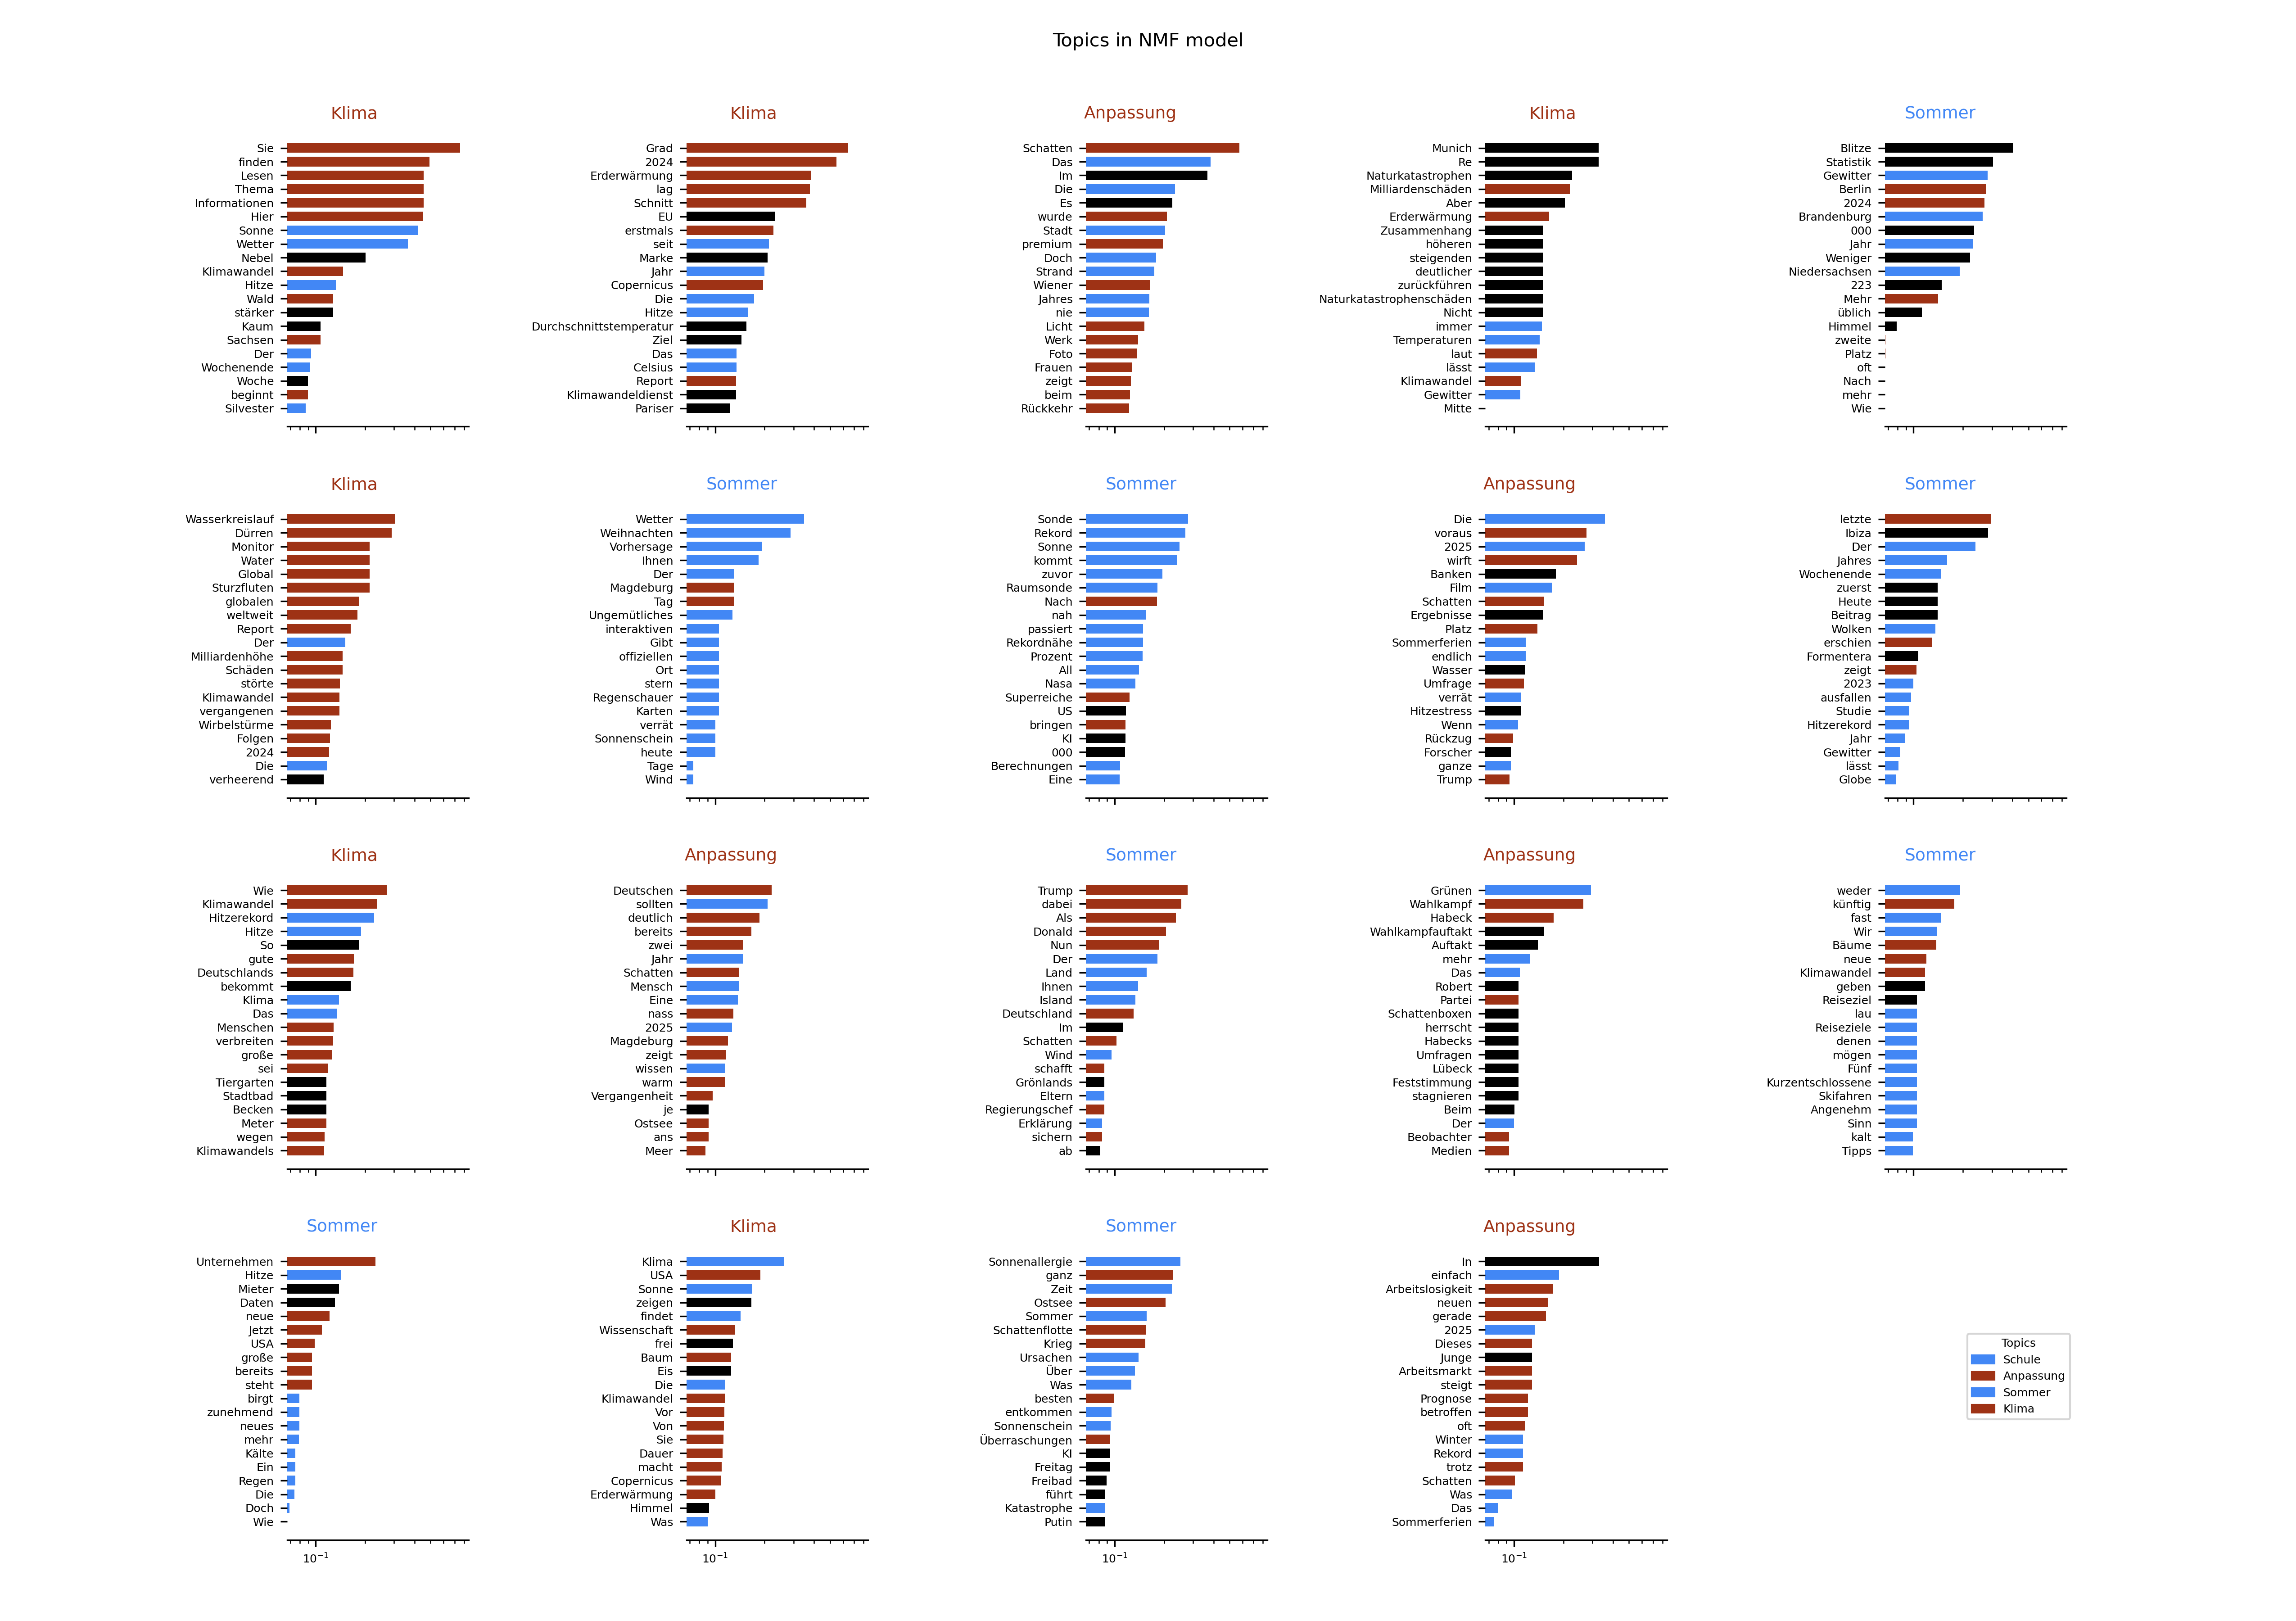 Topics in NMF model
Klima
Sie
finden
Lesen
Thema
Informationen
Hier
Sonne
Wetter
Nebel
Klimawandel
Hitze
Wald
stärker
Kaum
Sachsen
Der
Wochenende
Woche
beginnt
Silvester
Klima
Grad
2024
Erderwärmung
lag
Schnitt
EU
erstmals
seit
Marke
Jahr
Copernicus
Die
Hitze
Durchschnittstemperatur
Ziel
Das
Celsius
Report
Klimawandeldienst
Pariser
Anpassung
Schatten
Das
Im
Die
Es
wurde
Stadt
premium
Doch
Strand
Wiener
Jahres
nie
Licht
Werk
Foto
Frauen
zeigt
beim
Rückkehr
Klima
Munich
Re
Naturkatastrophen
Milliardenschäden
Aber
Erderwärmung
Zusammenhang
höheren
steigenden
deutlicher
zurückführen
Naturkatastrophenschäden
Nicht
immer
Temperaturen
laut
lässt
Klimawandel
Gewitter
Mitte
Sommer
Blitze
Statistik
Gewitter
Berlin
2024
Brandenburg
000
Jahr
Weniger
Niedersachsen
223
Mehr
üblich
Himmel
zweite
Platz
oft
Nach
mehr
Wie
Klima
Wasserkreislauf
Dürren
Monitor
Water
Global
Sturzfluten
globalen
weltweit
Report
Der
Milliardenhöhe
Schäden
störte
Klimawandel
vergangenen
Wirbelstürme
Folgen
2024
Die
verheerend
Sommer
Wetter
Weihnachten
Vorhersage
Ihnen
Der
Magdeburg
Tag
Ungemütliches
interaktiven
Gibt
offiziellen
Ort
stern
Regenschauer
Karten
verrät
Sonnenschein
heute
Tage
Wind
Sommer
Sonde
Rekord
Sonne
kommt
zuvor
Raumsonde
Nach
nah
passiert
Rekordnähe
Prozent
All
Nasa
Superreiche
US
bringen
KI
000
Berechnungen
Eine
Anpassung
Die
voraus
2025
wirft
Banken
Film
Schatten
Ergebnisse
Platz
Sommerferien
endlich
Wasser
Umfrage
verrät
Hitzestress
Wenn
Rückzug
Forscher
ganze
Trump
Sommer
letzte
Ibiza
Der
Jahres
Wochenende
zuerst
Heute
Beitrag
Wolken
erschien
Formentera
zeigt
2023
ausfallen
Studie
Hitzerekord
Jahr
Gewitter
lässt
Globe
Klima
Wie
Klimawandel
Hitzerekord
Hitze
So
gute
Deutschlands
bekommt
Klima
Das
Menschen
verbreiten
große
sei
Tiergarten
Stadtbad
Becken
Meter
wegen
Klimawandels
Anpassung
Deutschen
sollten
deutlich
bereits
zwei
Jahr
Schatten
Mensch
Eine
nass
2025
Magdeburg
zeigt
wissen
warm
Vergangenheit
je
Ostsee
ans
Meer
Sommer
Trump
dabei
Als
Donald
Nun
Der
Land
Ihnen
Island
Deutschland
Im
Schatten
Wind
schafft
Grönlands
Eltern
Regierungschef
Erklärung
sichern
ab
Anpassung
Grünen
Wahlkampf
Habeck
Wahlkampfauftakt
Auftakt
mehr
Das
Robert
Partei
Schattenboxen
herrscht
Habecks
Umfragen
Lübeck
Feststimmung
stagnieren
Beim
Der
Beobachter
Medien
Sommer
weder
künftig
fast
Wir
Bäume
neue
Klimawandel
geben
Reiseziel
lau
Reiseziele
denen
mögen
Fünf
Kurzentschlossene
Skifahren
Angenehm
Sinn
kalt
Tipps
Sommer
Unternehmen
Hitze
Mieter
Daten
neue
Jetzt
USA
große
bereits
steht
birgt
zunehmend
neues
mehr
Kälte
Ein
Regen
Die
Doch
Wie
10⁻¹
Klima
Klima
USA
Sonne
zeigen
findet
Wissenschaft
frei
Baum
Eis
Die
Klimawandel
Vor
Von
Sie
Dauer
macht
Copernicus
Erderwärmung
Himmel
Was
10⁻¹
Sommer
Sonnenallergie
ganz
Zeit
Ostsee
Sommer
Schattenflotte
Krieg
Ursachen
Über
Was
besten
entkommen
Sonnenschein
Überraschungen
KI
Freitag
Freibad
führt
Katastrophe
Putin
10⁻¹
Anpassung
In
einfach
Arbeitslosigkeit
neuen
gerade
2025
Dieses
Junge
Arbeitsmarkt
steigt
Prognose
betroffen
oft
Winter
Rekord
trotz
Schatten
Was
Das
Sommerferien
10⁻¹
Topics
Schule
Anpassung
Sommer
Klima